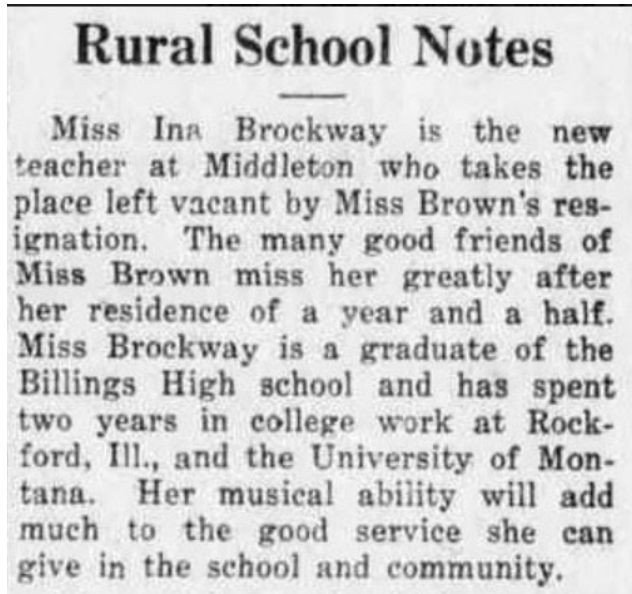 Rural School Notes
Miss Ina Brockway is the new
teacher at Middleton who takes the
place left vacant by Miss Brown's res-
ignation. The many good friends of
Miss Brown miss her greatly after
her residence of a year and a half.
Miss Brockway is a graduate of the
Billings High school and has spent
two years in college work at Rock-
ford, Ill., and the University of Mon-
tana. Her musical ability will add
much to the good service she can
give in the school and community.